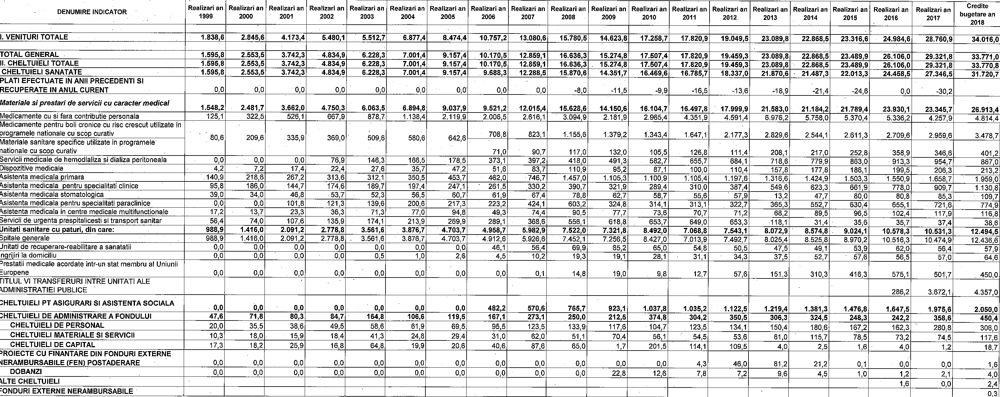 DENUMIRE INDICATOR Realizari an 1999 Realizari an 2000 Realizari an 2001 Realizari an 2002 Realizari an 2003 Realizari an 2004 Realizari an 2005 Realizari an 2006 Realizari an 2007 Realizari an 2008 Realizari an 2009 Realizari an 2010 Realizari an 2011 Realizari an 2012 Realizari an 2013 Realizari an 2014 Realizari an 2015 Realizari an 2016 Realizari an 2017 Credite bugetare an 2018
I. VENITURI TOTALE 1.838,6 2.845,6 4.173,4 5.480,1 5.512,7 6.877,4 8.474,4 10.757,2 13.080,6 15.780,5 14.623,8 17.258,7 17.820,9 19.049,5 23.089,8 22.868,5 23.316,6 24.984,6 28.760,9 34.016,0
TOTAL GENERAL 1.595,8 2.553,5 3.742,3 4.834,9 6.228,3 7.001,4 9.157,4 10.170,5 12.859,1 16.636,3 15.274,8 17.507,4 17.820,9 19.459,3 23.089,8 22.868,5 23.489,9 26.106,0 29.321,8 33.771,0
II. CHELTUIELI TOTALE 1.595,8 2.553,5 3.742,3 4.834,9 6.228,3 7.001,4 9.157,4 10.170,5 12.859,1 16.636,3 15.274,8 17.507,4 17.820,9 19.459,3 23.089,8 22.868,5 23.489,9 26.106,0 29.321,8 33.770,8
CHELTUIELI SANATATE 1.595,8 2.553,5 3.742,3 4.834,9 6.228,3 7.001,4 9.157,4 9.688,3 12.288,5 15.870,6 14.351,7 16.469,6 16.785,7 18.337,0 21.870,6 21.487,3 22.013,3 24.458,5 27.346,5 31.720,7
PLATI EFECTUATE IN ANII PRECEDENTI SI
RECUPERATE IN ANUL CURENT 0,0 0,0 0,0 0,0 0,0 0,0 0,0 0,0 0,0 -8,0 -11,5 -9,9 -16,5 -13,6 -18,9 -21,4 -24,6 0,0 -30,2
Materiale si prestari de servicii cu caracter medical 1.548,2 2.481,7 3.662,0 4.750,3 6.063,5 6.894,8 9.037,9 9.521,2 12.015,4 15.628,6 14.150,6 16.104,7 16.497,8 17.999,9 21.583,0 21.184,2 21.789,4 23.930,1 23.345,7 26.913,4
Medicamente cu si fara contributie personala 125,1 322,5 526,1 667,9 878,7 1.138,4 2.119,9 2.006,5 2.616,1 3.094,9 2.181,9 2.965,4 4.351,9 4.591,4 6.976,2 5.758,0 5.370,4 5.336,2 4.257,9 4.814,4
Medicamente pentru boli cronice cu risc crescut utilizate in
programele nationale cu scop curativ 80,6 209,6 335,9 369,0 509,6 580,6 642,6 708,8 823,1 1.155,6 1.379,2 1.343,4 1.647,1 2.177,3 2.829,6 2.544,1 2.611,3 2.709,6 2.959,6 3.478,7
Materiale sanitare specifice utilizate in programele
nationale cu scop curativ 71,0 90,7 117,0 132,0 105,5 126,8 111,4 208,1 217,0 252,8 358,9 346,6 401,2
Servicii medicale de hemodializa si dializa peritoneala 0,0 0,0 0,0 76,9 146,3 166,5 178,5 373,1 397,2 418,0 491,3 582,7 655,7 684,1 718,6 779,9 863,0 913,3 954,7 867,0
Dispozitive medicale 4,2 7,2 17,4 22,4 27,6 35,7 47,2 51,6 83,7 110,9 95,2 87,1 100,0 110,4 157,8 177,8 186,1 199,5 206,3 213,2
Asistenta medicala primara 140,9 218,6 267,2 313,6 312,1 350,5 453,7 462,0 746,7 1.457,0 1.105,3 1.100,9 1.105,4 1.197,6 1.316,6 1.424,9 1.503,3 1.550,9 1.658,7 1.959,0
Asistenta medicala pentru specialitati clinice 95,8 186,0 144,7 174,6 189,7 197,4 247,1 261,5 330,2 390,7 321,9 289,4 310,0 387,4 549,6 623,3 661,9 778,0 909,7 1.130,8
Asistenta medicala stomatologica 39,0 34,0 46,8 53,7 52,3 56,5 60,7 61,9 67,4 78,8 62,7 58,7 55,6 57,9 13,2 47,7 80,0 80,8 85,3 109,7
Asistenta medicala pentru specialitati paraclinice 0,0 0,0 101,8 121,3 139,6 200,6 217,3 223,2 424,1 603,2 324,8 314,1 313,1 322,7 365,3 552,7 630,4 655,1 721,6 774,9
Asistenta medicala in centre medicale multifunctionale 17,2 13,7 23,3 36,3 71,3 77,0 94,8 49,3 74,4 90,5 77,7 73,6 70,7 71,2 68,2 89,5 96,5 102,4 117,9 116,8
Servicii de urgenta prespitalicesti si transport sanitar 56,4 74,0 107,6 135,9 174,1 213,9 269,9 289,1 368,6 556,1 618,8 653,7 649,0 653,3 118,1 31,4 35,6 35,7 37,4 38,6
Unitati sanitare cu paturi, din care: 988,9 1.416,0 2.091,2 2.778,8 3.561,6 3.876,7 4.703,7 4.958,7 5.982,9 7.522,0 7.321,8 8.492,0 7.068,8 7.543,1 8.072,9 8.574,8 9.024,1 10.578,3 10.531,3 12.494,5
Spitale generale 988,9 1.416,0 2.091,2 2.778,8 3.561,6 3.876,7 4.703,7 4.912,6 5.926,6 7.452,1 7.256,5 8.427,0 7.013,9 7.492,7 8.025,4 8.525,8 8.970,2 10.516,3 10.474,9 12.436,6
Unitati de recuperare-reabilitare a sanatatii 0,0 0,0 0,0 0,0 0,0 0,0 0,0 46,1 56,4 69,9 65,2 65,0 54,8 50,5 47,5 49,1 53,9 62,0 56,4 57,9
Ingrijiri la domiciliu 0,0 0,0 0,0 0,0 0,5 1,0 2,6 4,5 10,2 19,3 19,1 28,1 31,1 34,3 37,5 52,7 57,6 56,5 57,0 64,6
Prestatii medicale acordate intr-un stat membru al Uniunii
Europene 0,0 0,0 0,0 0,0 0,0 0,0 0,0 0,0 0,1 14,8 19,0 9,8 12,7 57,6 151,3 310,3 416,3 575,1 501,7 450,0
TITLUL VI TRANSFERURI INTRE UNITATI ALE
ADMINISTRATIEI PUBLICE 286,2 3.672,1 4.357,0
CHELTUIELI PT ASIGURARI SI ASISTENTA SOCIALA 0,0 0,0 0,0 0,0 0,0 0,0 0,0 482,2 570,6 765,7 923,1 1.037,8 1.035,2 1.122,5 1.219,4 1.381,3 1.476,8 1.647,5 1.975,6 2.050,0
CHELTUIELI DE ADMINISTRARE A FONDULUI 47,6 71,8 80,3 84,7 164,8 106,6 119,5 167,1 273,1 250,0 212,5 374,8 304,2 350,5 306,3 324,5 248,3 242,2 358,6 450,4
CHELTUIELI DE PERSONAL 20,0 35,5 38,6 49,5 58,6 61,9 69,5 95,5 123,5 133,9 117,6 104,7 123,5 134,1 150,4 180,6 167,2 162,3 280,8 306,0
CHELTUIELI MATERIALE SI SERVICII 10,3 18,0 15,9 18,4 41,3 24,8 29,4 31,0 62,0 51,1 70,4 56,1 54,5 53,6 61,0 115,7 78,5 73,2 74,5 117,6
CHELTUIELI DE CAPITAL 17,3 18,2 25,9 16,8 64,8 19,9 20,6 40,6 87,6 65,0 1,7 201,5 114,1 109,5 4,0 2,5 1,6 4,0 1,2 18,7
PROIECTE CU FINANTARE DIN FONDURI EXTERNE
NERAMBURSABILE (FEN) POSTADERARE 0,0 0,0 0,0 0,0 0,0 0,0 0,0 0,0 0,0 0,0 0,0 0,0 4,3 46,0 81,2 21,2 0,1 0,0 0,0 1,6
DOBANZI 0,0 0,0 0,0 0,0 0,0 0,0 0,0 0,0 0,0 0,0 22,8 12,6 7,8 7,2 9,6 4,5 1,0 1,2 2,1 4,0
ALTE CHELTUIELI 1,6 0,0 2,4
FONDURI EXTERNE NERAMBURSABILE 0,3